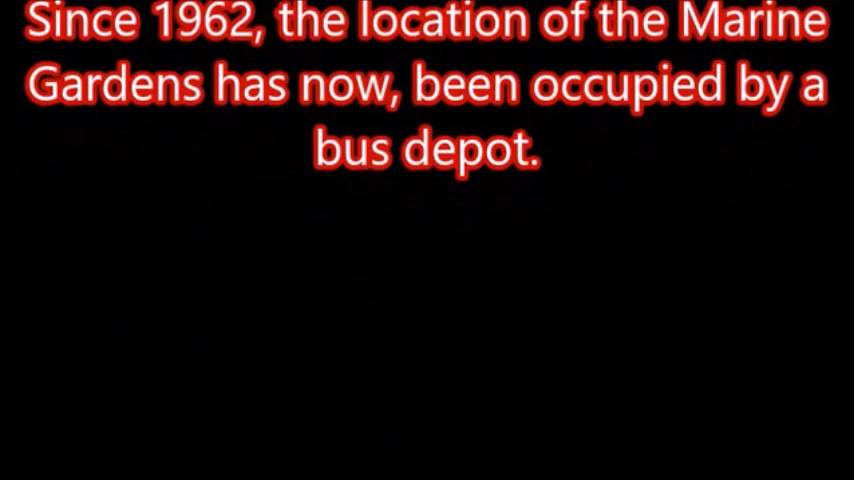 Since 1962, the location of the Marine
Gardens has now, been occupied by a
bus depot.